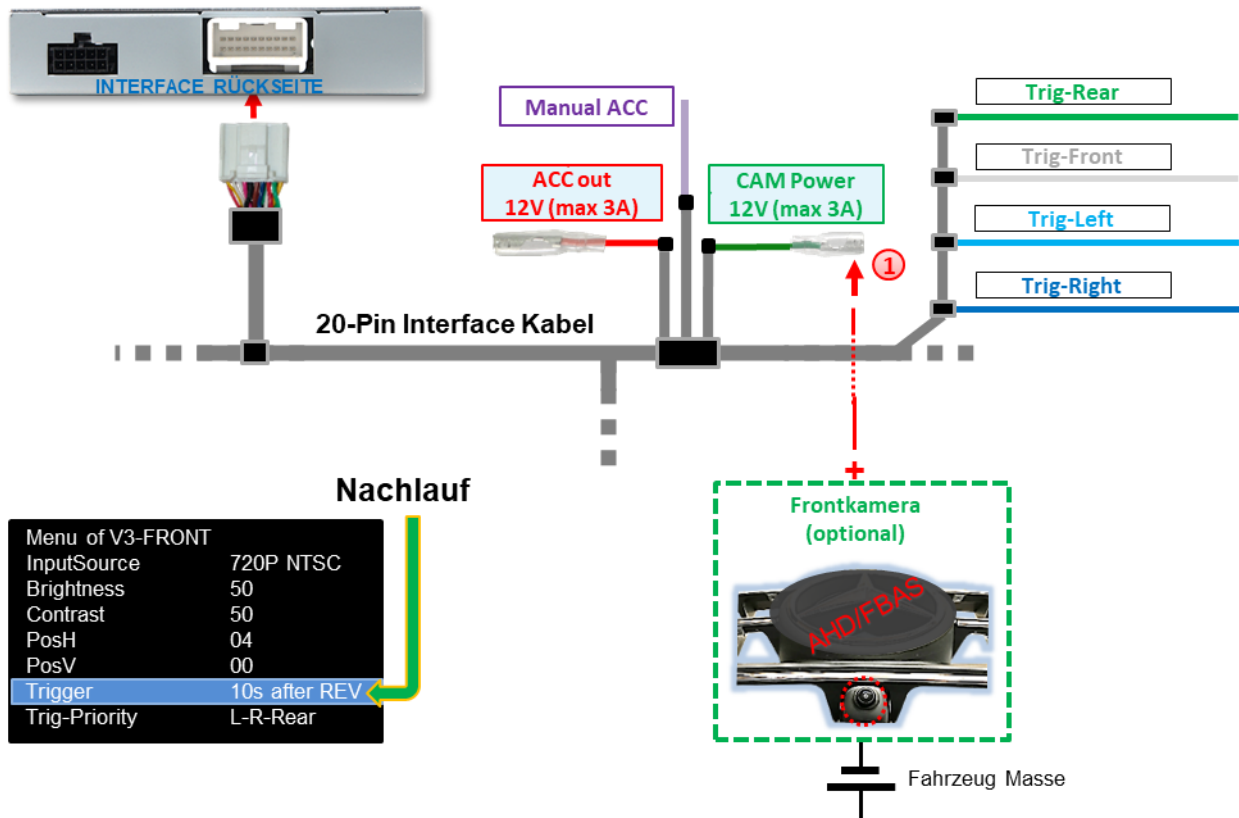 INTERFACE RÜCKSEITE
Manual ACC
ACC out
12V (max 3A)
CAM Power
12V (max 3A)
1
Trig-Rear
Trig-Front
Trig-Left
Trig-Right
20-Pin Interface Kabel
Nachlauf
Menu of V3-FRONT
InputSource 720P NTSC
Brightness 50
Contrast 50
PosH 04
PosV 00
Trigger 10s after REV
Trig-Priority L-R-Rear
+
Frontkamera
(optional)
AHD/FBAS
Fahrzeug Masse